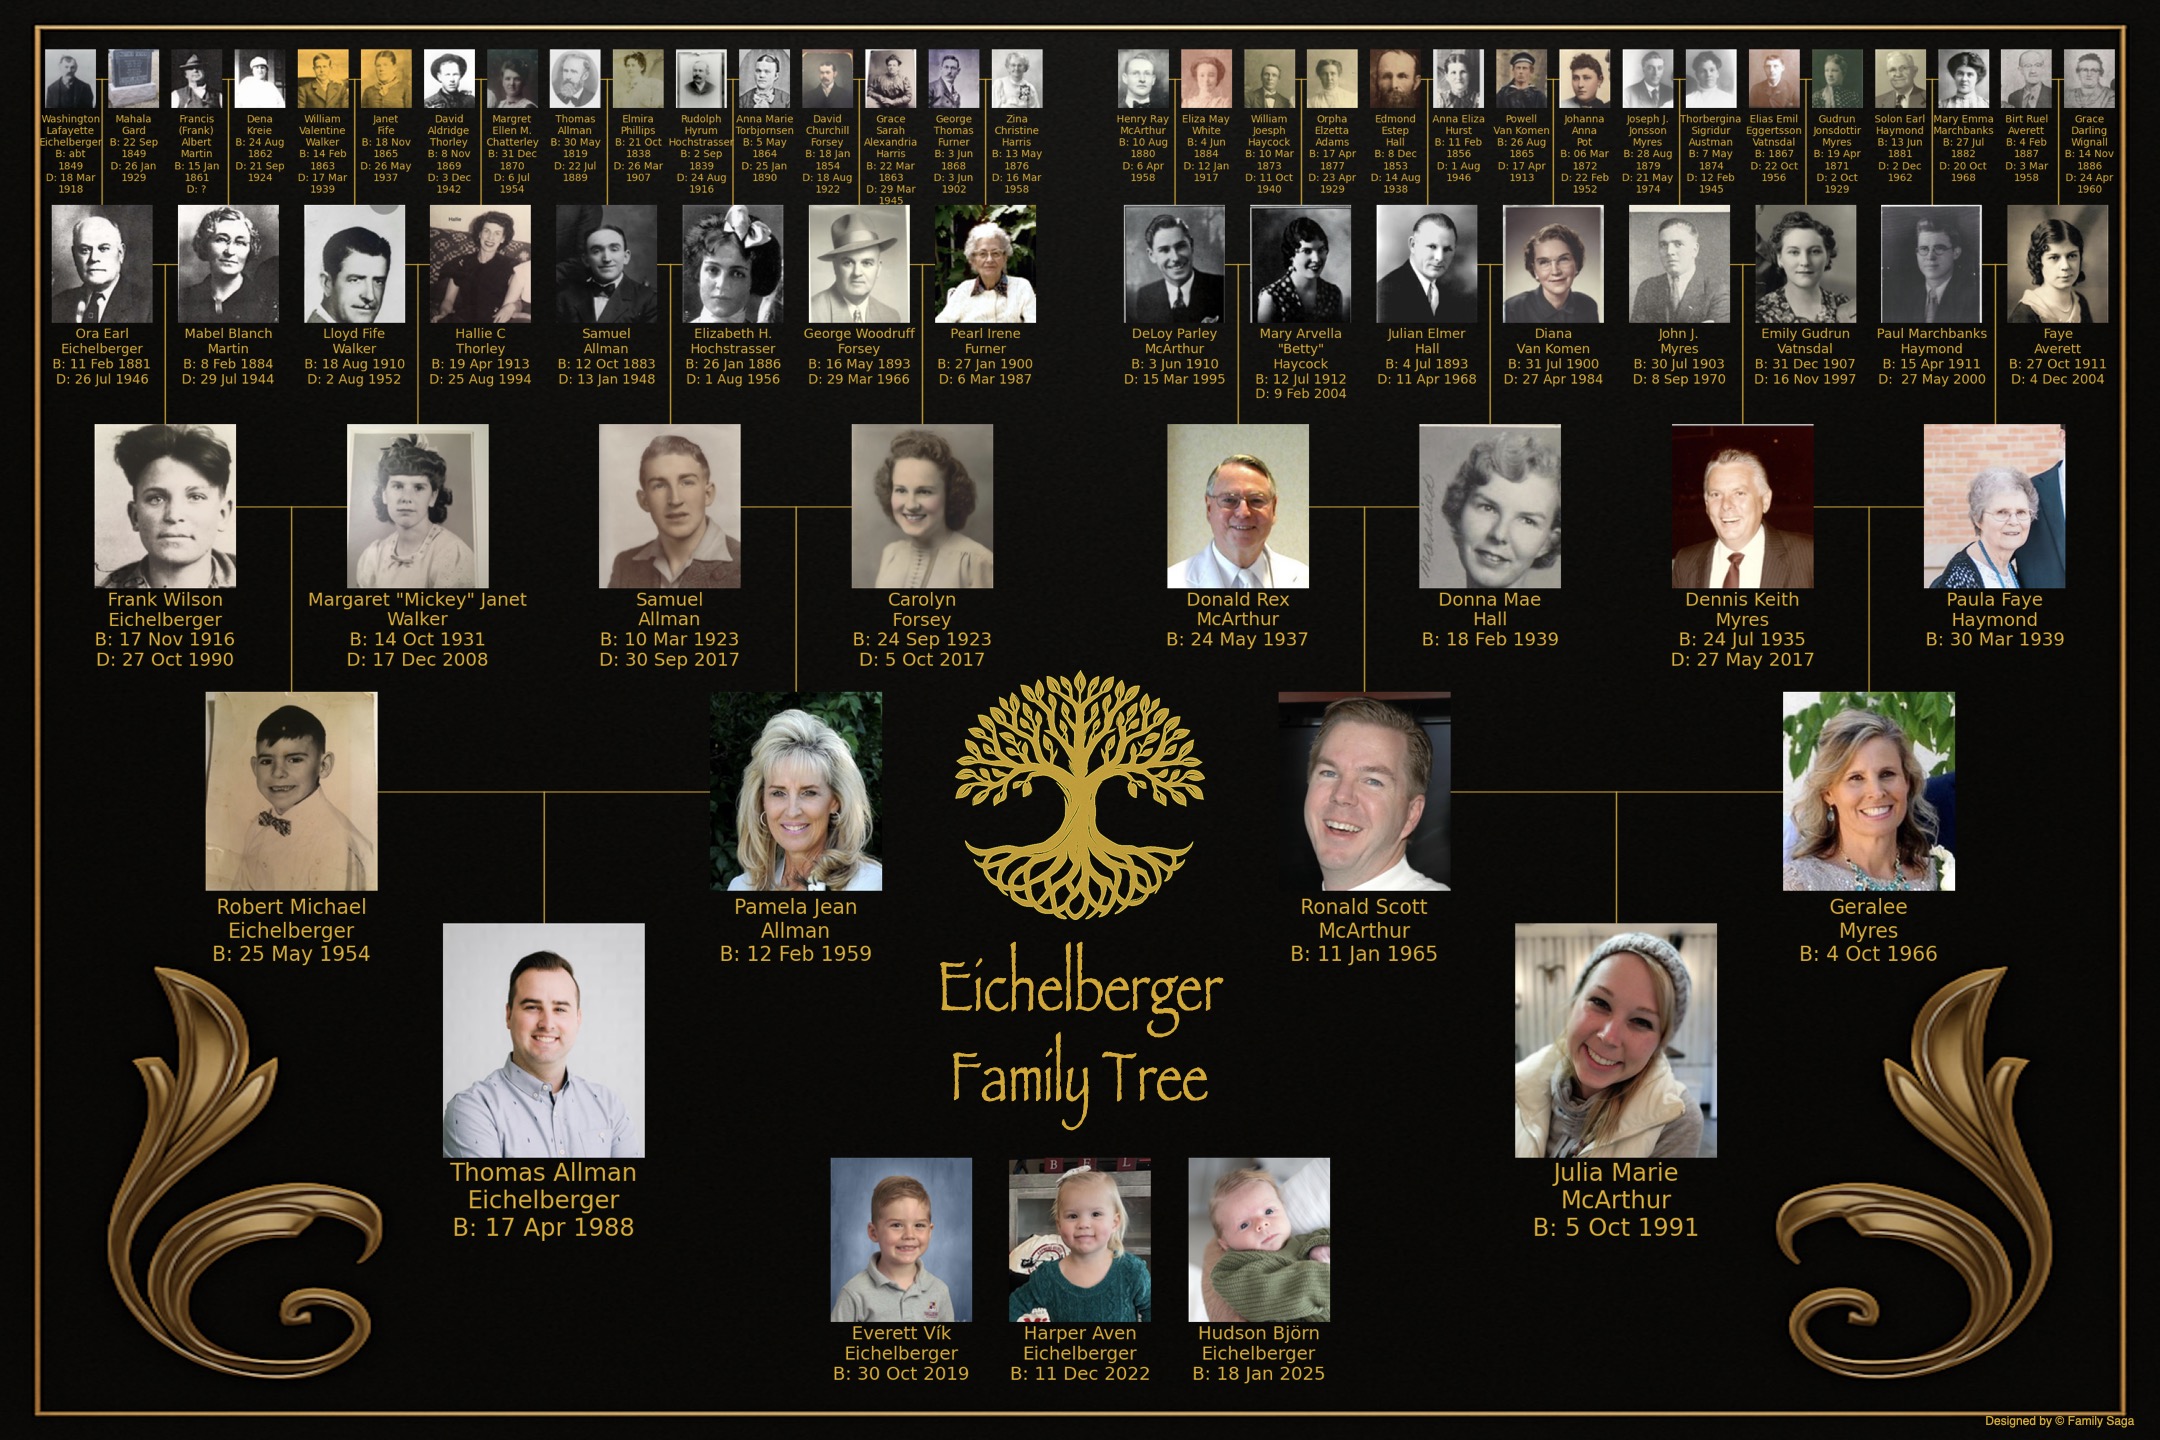 Washington
Lafayette
Eichelberger
B: abt
1849
D: 18 Mar
1918
Mahala
Gard
B: 22 Sep
1849
D: 26 Jan
1929
Francis
(Frank)
Albert
Martin
B: 15 Jan
1861
D: ?
Dena
Kreie
B: 24 Aug
1862
D: 21 Sep
1924
William
Valentine
Walker
B: 14 Feb
1863
D: 17 Mar
1939
Janet
Fife
B: 18 Nov
1865
D: 26 May
1937
David
Aldridge
Thorley
B: 8 Nov
1869
D: 3 Dec
1942
Margret
Ellen M.
Chatterley
B: 31 Dec
1870
D: 6 Jul
1954
Thomas
Allman
B: 30 May
1819
D: 22 Jul
1889
Elmira
Phillips
B: 21 Oct
1838
D: 26 Mar
1907
Rudolph
Hyrum
Hochstrasser
B: 2 Sep
1839
D: 24 Aug
1916
Anna Marie
Torbjornsen
B: 5 May
1864
D: 25 Jan
1890
David
Churchill
Forsey
B: 18 Jan
1854
D: 18 Aug
1922
Grace
Sarah
Alexandria
Harris
B: 22 Mar
1863
D: 29 Mar
1945
George
Thomas
Furner
B: 3 Jun
1868
D: 3 Jun
1902
Zina
Christine
Harris
B: 13 May
1876
D: 16 Mar
1958
Henry Ray
McArthur
B: 10 Aug
1880
D: 6 Apr
1958
Eliza May
White
B: 4 Jun
1884
D: 12 Jan
1917
William
Joesph
Haycock
B: 10 Mar
1873
D: 11 Oct
1940
Orpha
Elzetta
Adams
B: 17 Apr
1877
D: 23 Apr
1929
Edmond
Estep
Hall
B: 8 Dec
1853
D: 14 Aug
1938
Anna Eliza
Hurst
B: 11 Feb
1856
D: 1 Aug
1946
Powell
Van Komen
B: 26 Aug
1865
D: 17 Apr
1913
Johanna
Anna
Pot
B: 06 Mar
1872
D: 22 Feb
1952
Joseph J.
Jonsson
Myres
B: 28 Aug
1879
D: 21 May
1974
Thorbergina
Sigridur
Austman
B: 7 May
1874
D: 12 Feb
1945
Elias Emil
Eggertsson
Vatnsdal
B: 1867
D: 22 Oct
1956
Gudrun
Jonsdottir
Myres
B: 19 Apr
1871
D: 2 Oct
1929
Solon Earl
Haymond
B: 13 Jun
1881
D: 2 Dec
1962
Mary Emma
Marchbanks
B: 27 Jul
1882
D: 20 Oct
1968
Birt Ruel
Averett
B: 4 Feb
1887
D: 3 Mar
1958
Grace
Darling
Wignall
B: 14 Nov
1886
D: 24 Apr
1960
Hallie
Ora Earl
Eichelberger
B: 11 Feb 1881
D: 26 Jul 1946
Mabel Blanch
Martin
B: 8 Feb 1884
D: 29 Jul 1944
Lloyd Fife
Walker
B: 18 Aug 1910
D: 2 Aug 1952
Hallie C
Thorley
B: 19 Apr 1913
D: 25 Aug 1994
Samuel
Allman
B: 12 Oct 1883
D: 13 Jan 1948
Elizabeth H.
Hochstrasser
B: 26 Jan 1886
D: 1 Aug 1956
George Woodruff
Forsey
B: 16 May 1893
D: 29 Mar 1966
Pearl Irene
Furner
B: 27 Jan 1900
D: 6 Mar 1987
DeLoy Parley
McArthur
B: 3 Jun 1910
D: 15 Mar 1995
Mary Arvella
"Betty"
Haycock
B: 12 Jul 1912
D: 9 Feb 2004
Julian Elmer
Hall
B: 4 Jul 1893
D: 11 Apr 1968
Diana
Van Komen
B: 31 Jul 1900
D: 27 Apr 1984
John J.
Myres
B: 30 Jul 1903
D: 8 Sep 1970
Emily Gudrun
Vatnsdal
B: 31 Dec 1907
D: 16 Nov 1997
Paul Marchbanks
Haymond
B: 15 Apr 1911
D: 27 May 2000
Faye
Averett
B: 27 Oct 1911
D: 4 Dec 2004
Frank Wilson
Eichelberger
B: 17 Nov 1916
D: 27 Oct 1990
Margaret "Mickey" Janet
Walker
B: 14 Oct 1931
D: 17 Dec 2008
Samuel
Allman
B: 10 Mar 1923
D: 30 Sep 2017
Carolyn
Forsey
B: 24 Sep 1923
D: 5 Oct 2017
Donald Rex
McArthur
B: 24 May 1937
Donna Mae
Hall
B: 18 Feb 1939
Dennis Keith
Myres
B: 24 Jul 1935
D: 27 May 2017
Paula Faye
Haymond
B: 30 Mar 1939
Robert Michael
Eichelberger
B: 25 May 1954
Pamela Jean
Allman
B: 12 Feb 1959
Ronald Scott
McArthur
B: 11 Jan 1965
Geralee
Myres
B: 4 Oct 1966
Eichelberger
Family Tree
Thomas Allman
Eichelberger
B: 17 Apr 1988
Julia Marie
McArthur
B: 5 Oct 1991
B E L
Everett Vík
Eichelberger
B: 30 Oct 2019
Harper Aven
Eichelberger
B: 11 Dec 2022
Hudson Björn
Eichelberger
B: 18 Jan 2025
Designed by © Family Saga